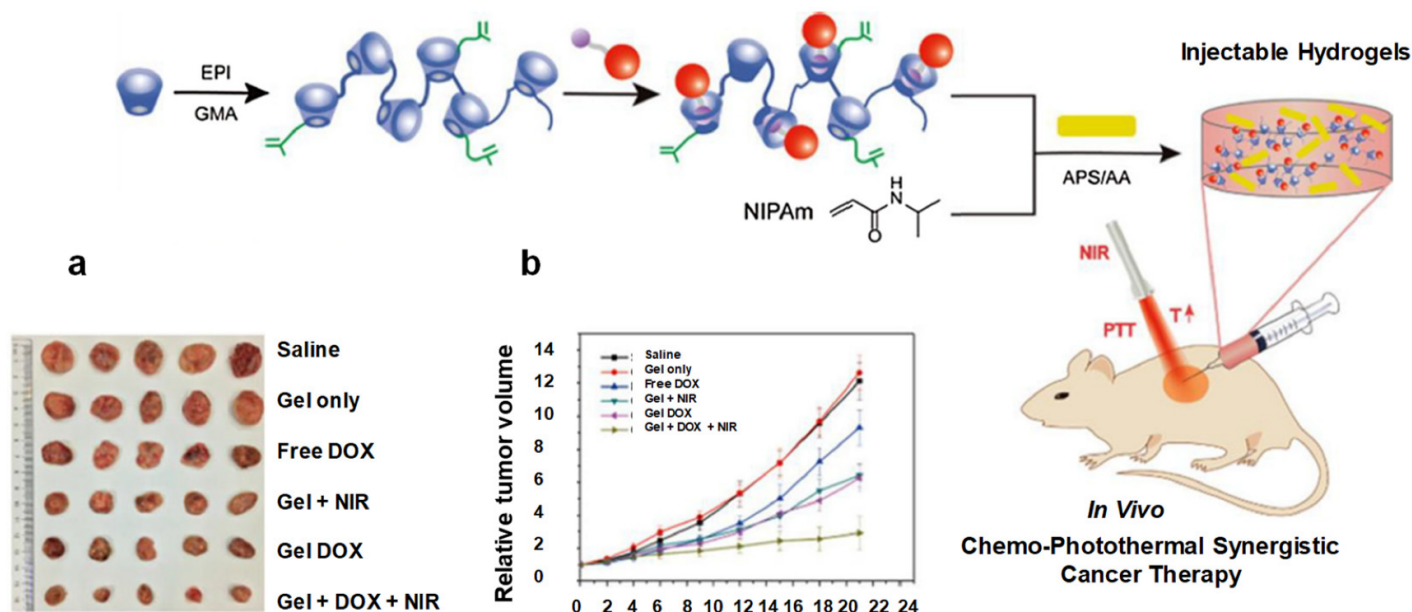 EPI
GMA
NIPAm
H
N
O
APS/AA
Injectable Hydrogels
NIR
PTT
T
In Vivo
Chemo-Photothermal Synergistic
Cancer Therapy
a
Saline
Gel only
Free DOX
Gel + NIR
Gel DOX
Gel + DOX + NIR
b
Relative tumor volume
14
12
10
8
6
4
2
0
Saline
Gel only
Free DOX
Gel + NIR
Gel DOX
Gel + DOX + NIR
0 2 4 6 8 10 12 14 16 18 20 22 24